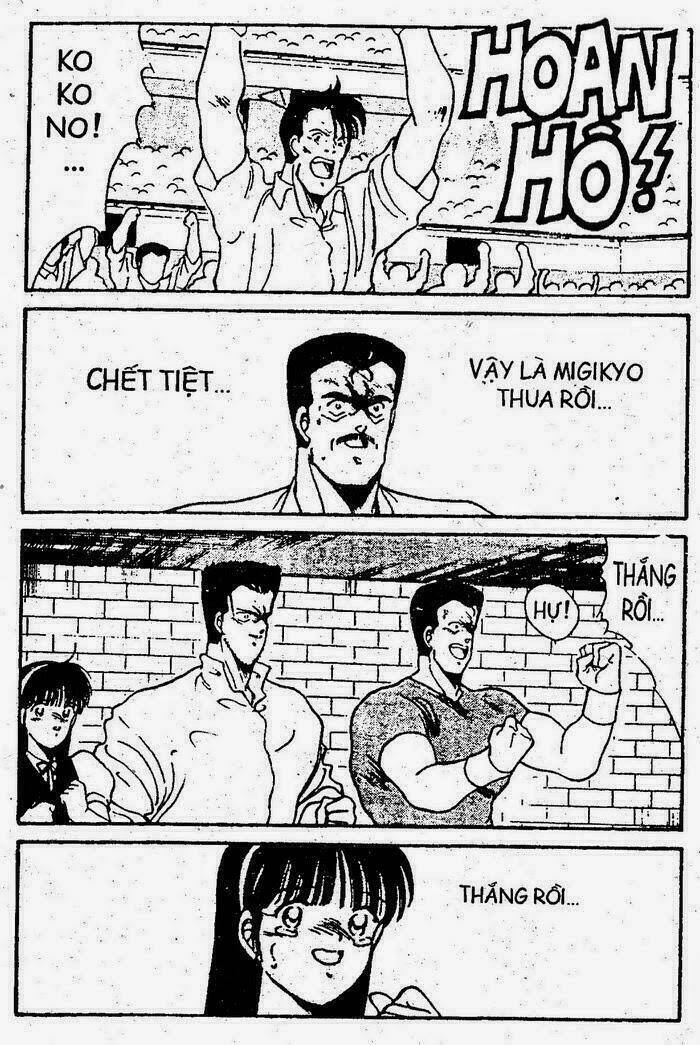 KO
KO
NO!
...
HOAN
HÔ!
CHẾT TIỆT...
VẬY LÀ MIGIKYO
THUA RỒI...
HỰ!
THẮNG
RỒI...
THẮNG RỒI...